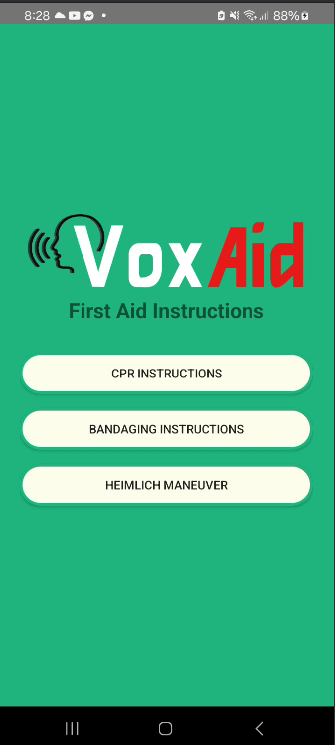 8:28 88%
VoxAid
First Aid Instructions
CPR INSTRUCTIONS
BANDAGING INSTRUCTIONS
HEIMLICH MANEUVER